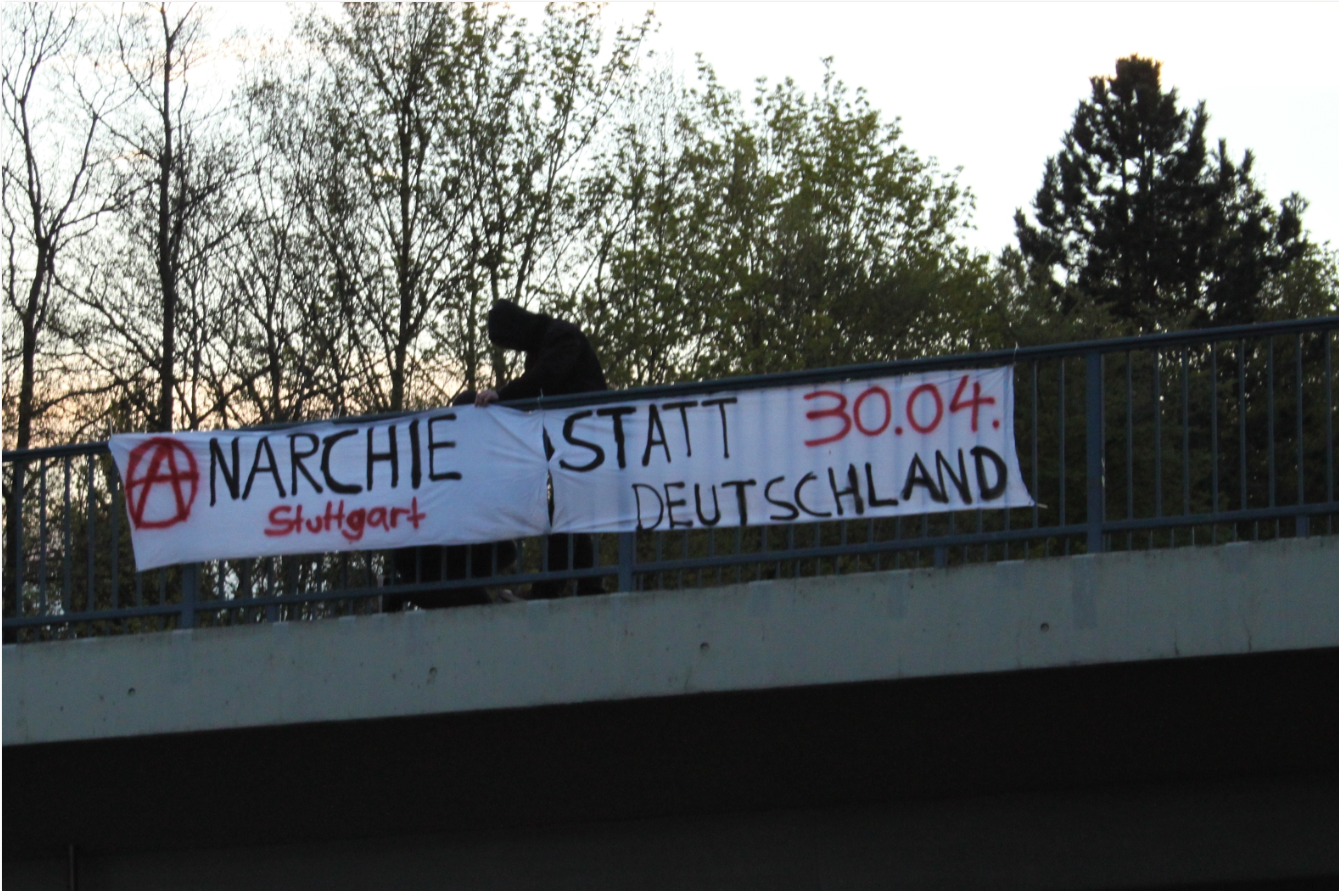 ANARCHIE STATT 30.04.
Stuttgart DEUTSCHLAND